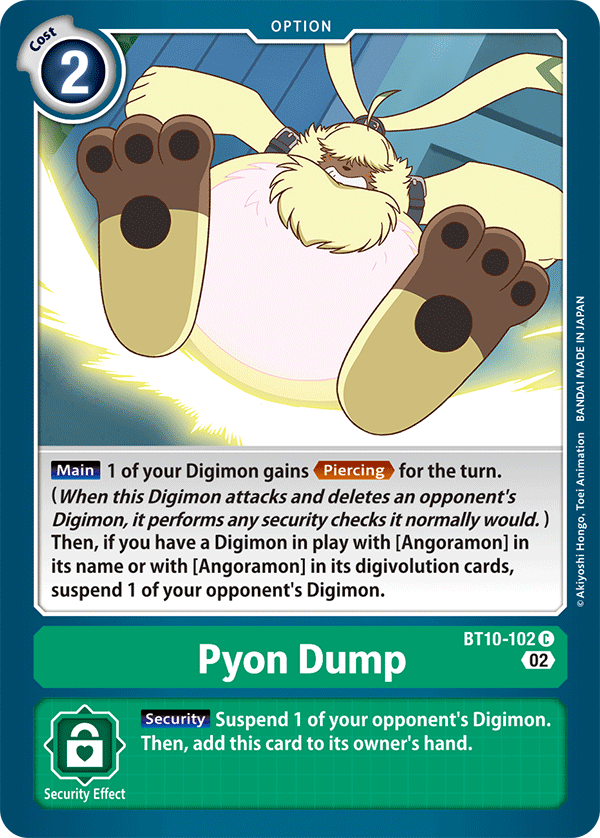 OPTION
Cost
2
Main 1 of your Digimon gains Piercing for the turn.
(When this Digimon attacks and deletes an opponent's
Digimon, it performs any security checks it normally would. )
Then, if you have a Digimon in play with [Angoramon] in
its name or with [Angoramon] in its digivolution cards,
suspend 1 of your opponent's Digimon.
© Akiyoshi Hongo, Toei Animation BANDAI MADE IN JAPAN
BT10-102 C
Pyon Dump
02
Security Suspend 1 of your opponent's Digimon.
Then, add this card to its owner's hand.
Security Effect